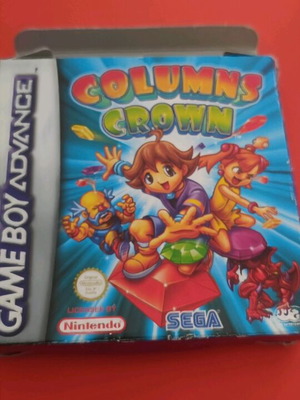 COLUMNS
CROWN
GAME BOY ADVANCE
Nintendo
SEGA